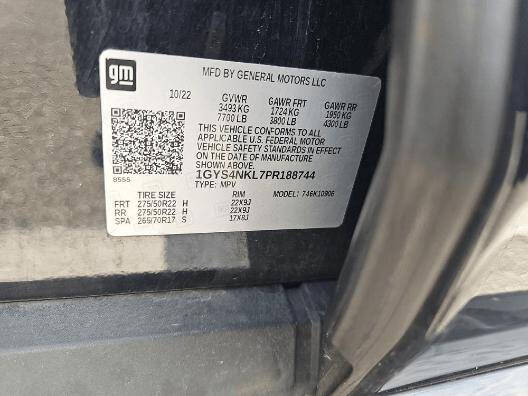 gm
MFD BY GENERAL MOTORS LLC
10/22 GVWR GAWR FRT GAWR RR
3493 KG 1724 KG 1950 KG
7700 LB 3800 LB 4300 LB
THIS VEHICLE CONFORMS TO ALL
APPLICABLE U.S. FEDERAL MOTOR
VEHICLE SAFETY STANDARDS IN EFFECT
ON THE DATE OF MANUFACTURE
SHOWN ABOVE.
8555 1GYS4NKL7PR188744
TYPE: MPV MODEL: 746K10906
TIRE SIZE RIM
FRT 275/50R22 H 22X9J
RR 275/50R22 H 22X9J
SPA 265/70R17 S 17X8J